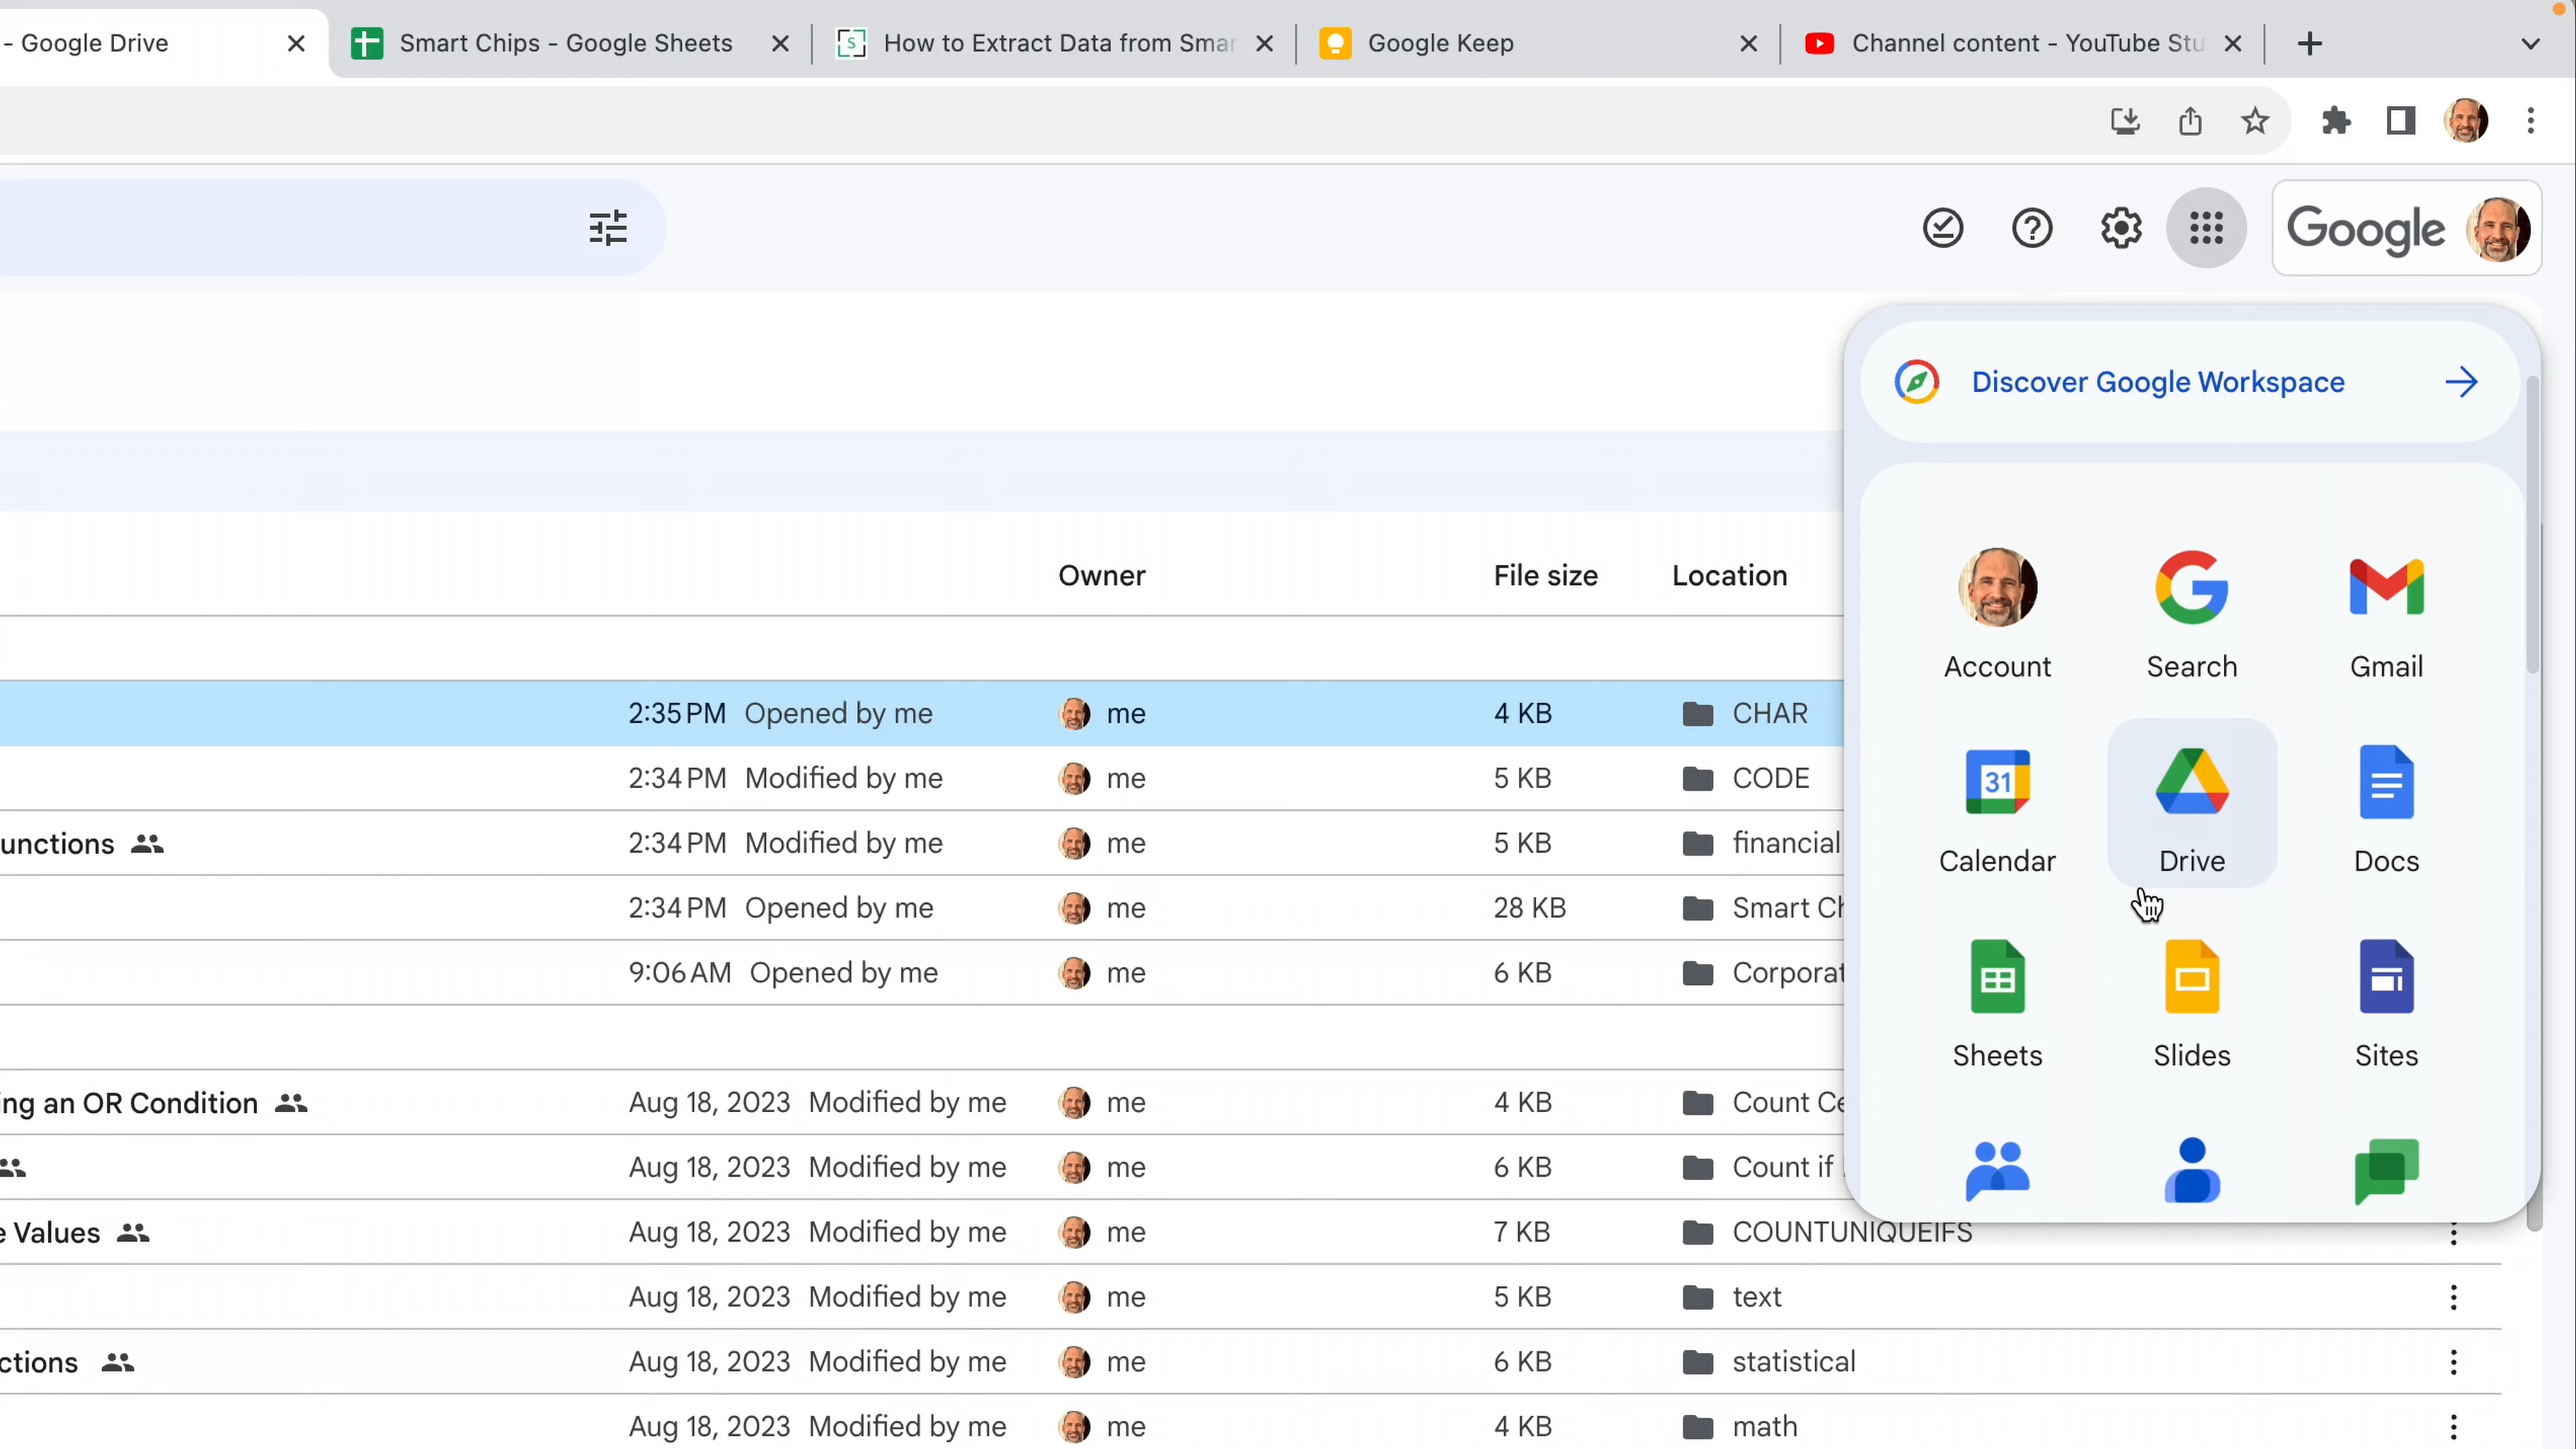 - Google Drive
Smart Chips - Google Sheets
How to Extract Data from Smar
Google Keep
Channel content - YouTube Stu
Google
Discover Google Workspace
Account Search Gmail
31
Calendar Drive Docs
Sheets Slides Sites
Owner File size Location
2:35 PM Opened by me me 4 KB CHAR
2:34 PM Modified by me me 5 KB CODE
unctions 2:34 PM Modified by me me 5 KB financial
2:34 PM Opened by me me 28 KB Smart Ch
9:06 AM Opened by me me 6 KB Corporat
ing an OR Condition Aug 18, 2023 Modified by me me 4 KB Count Ce
Aug 18, 2023 Modified by me me 6 KB Count if
e Values Aug 18, 2023 Modified by me me 7 KB COUNTUNIQUEIFS
Aug 18, 2023 Modified by me me 5 KB text
ctions Aug 18, 2023 Modified by me me 6 KB statistical
Aug 18, 2023 Modified by me me 4 KB math